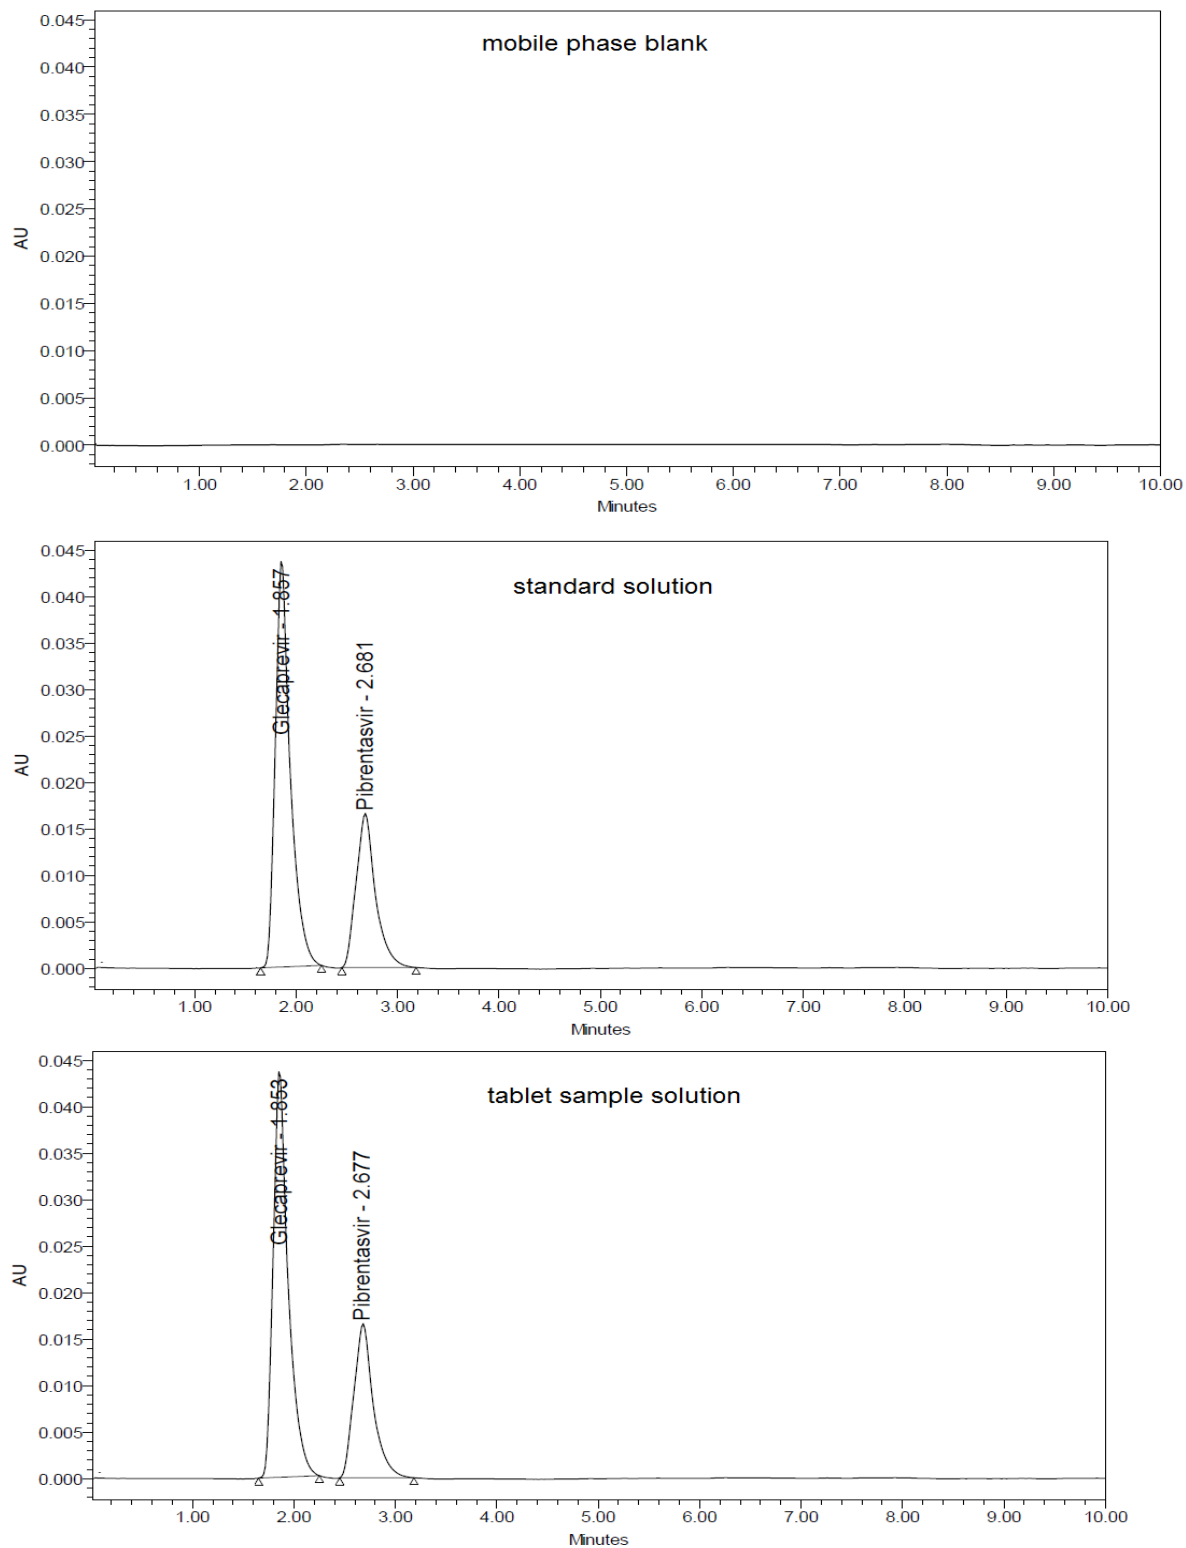 mobile phase blank
0.045
0.040
0.035
0.030
0.025
0.020
0.015
0.010
0.005
0.000
AU
1.00 2.00 3.00 4.00 5.00 6.00 7.00 8.00 9.00 10.00
Minutes
standard solution
0.045
0.040
0.035
0.030
0.025
0.020
0.015
0.010
0.005
0.000
AU
Glecaprevir - 1.857
Pibrentasvir - 2.681
1.00 2.00 3.00 4.00 5.00 6.00 7.00 8.00 9.00 10.00
Minutes
tablet sample solution
0.045
0.040
0.035
0.030
0.025
0.020
0.015
0.010
0.005
0.000
AU
Glecaprevir - 1.853
Pibrentasvir - 2.677
1.00 2.00 3.00 4.00 5.00 6.00 7.00 8.00 9.00 10.00
Minutes